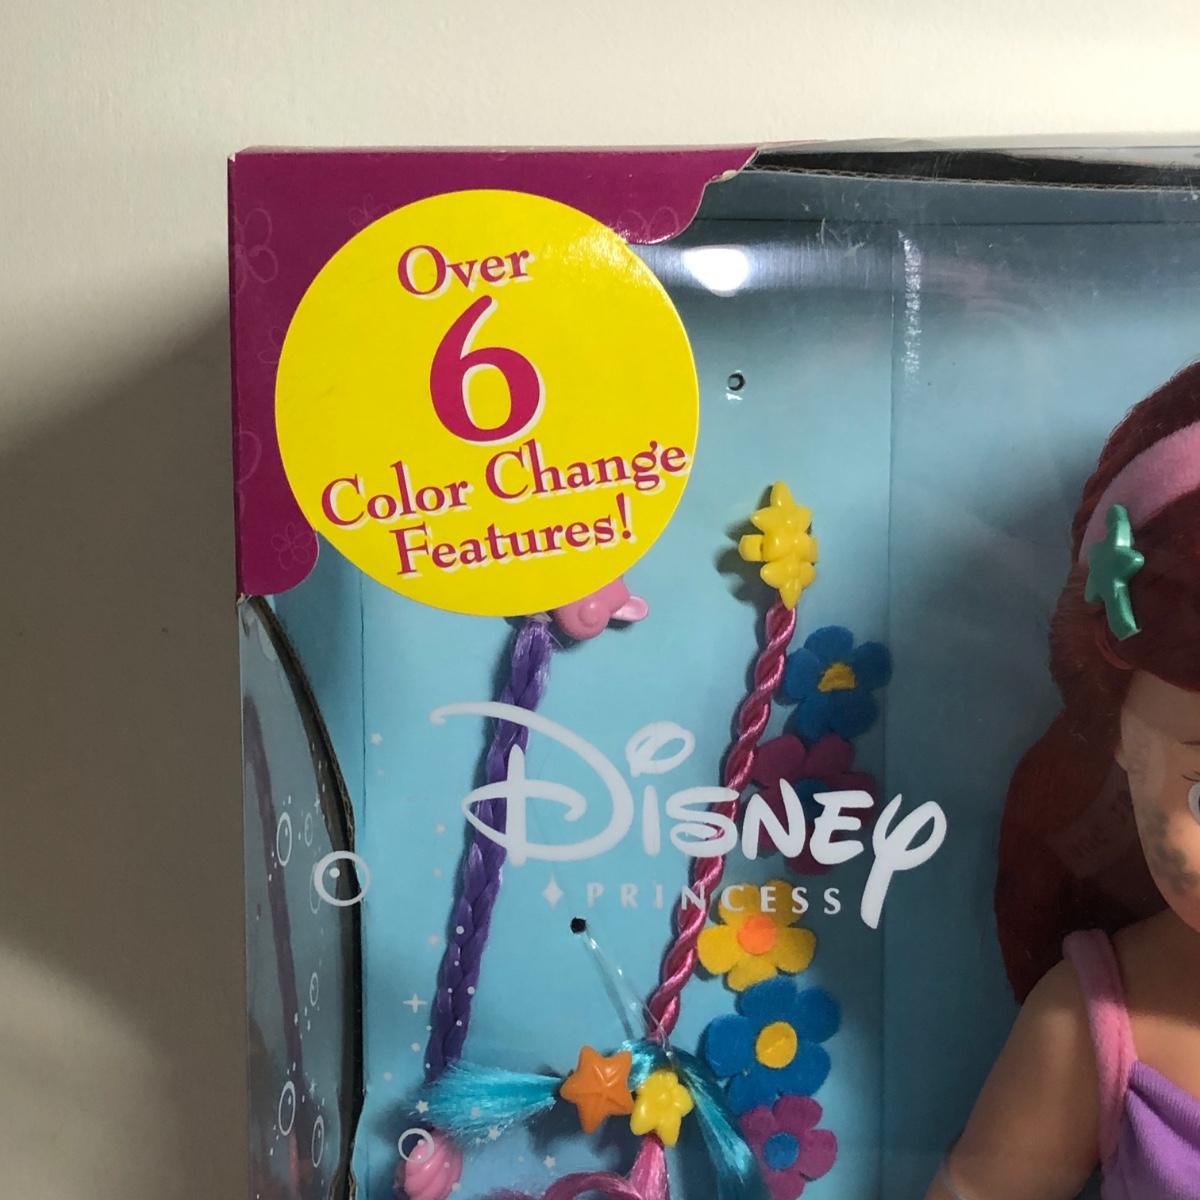 Over
6
Color Change
Features!
Disney
PRINCESS